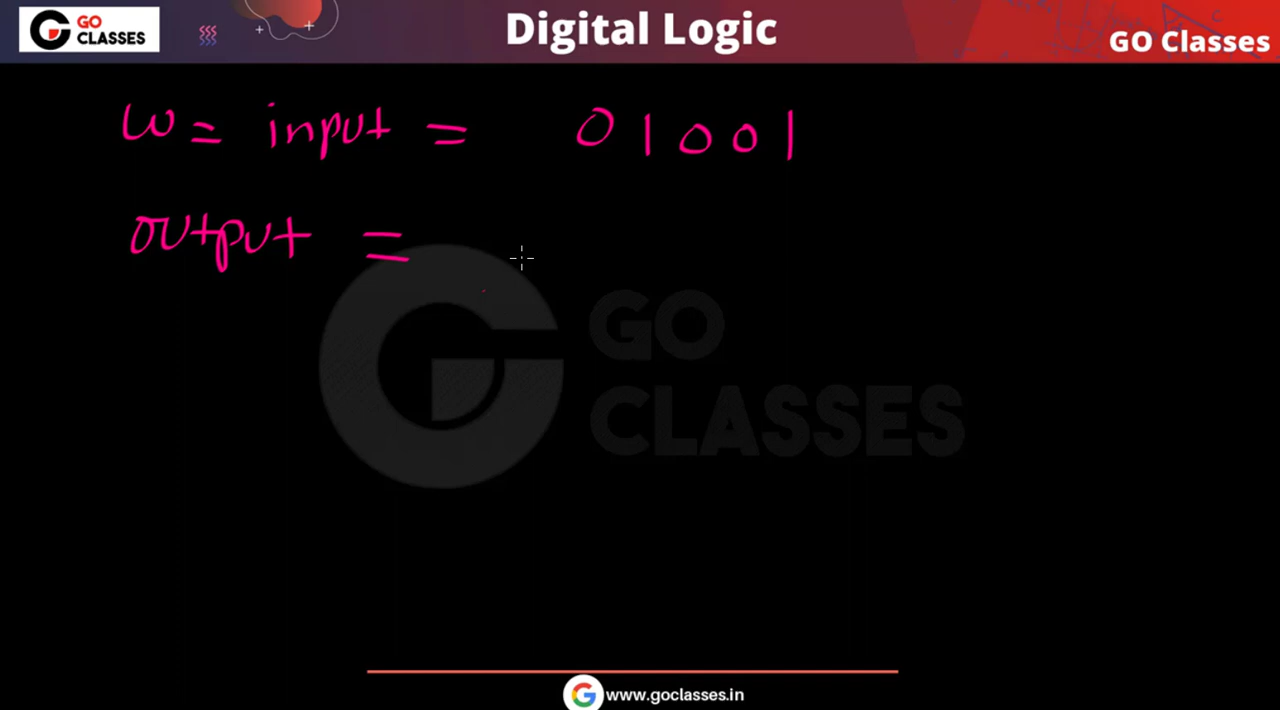 GO
CLASSES
Digital Logic
GO Classes
w = input = 01001
output =
GO
CLASSES
www.goclasses.in